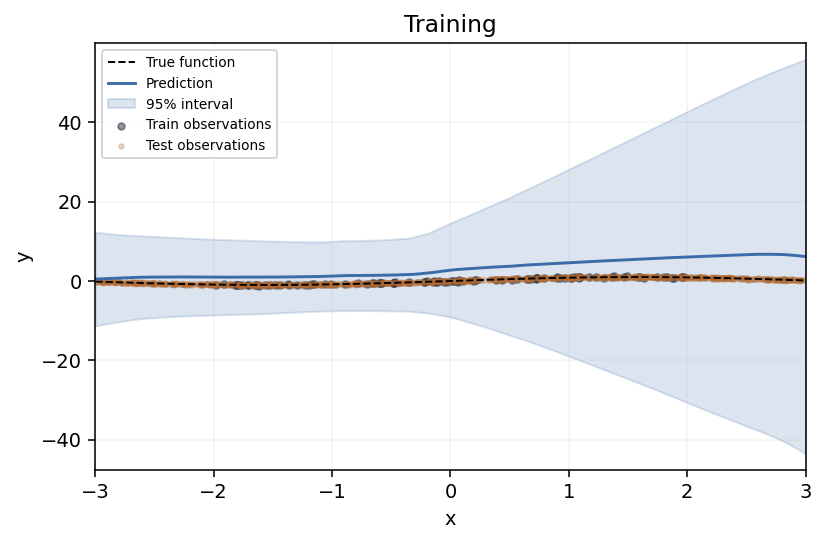 Training
True function
Prediction
95% interval
Train observations
Test observations
y
40
20
0
−20
−40
−3
−2
−1
0
1
2
3
x